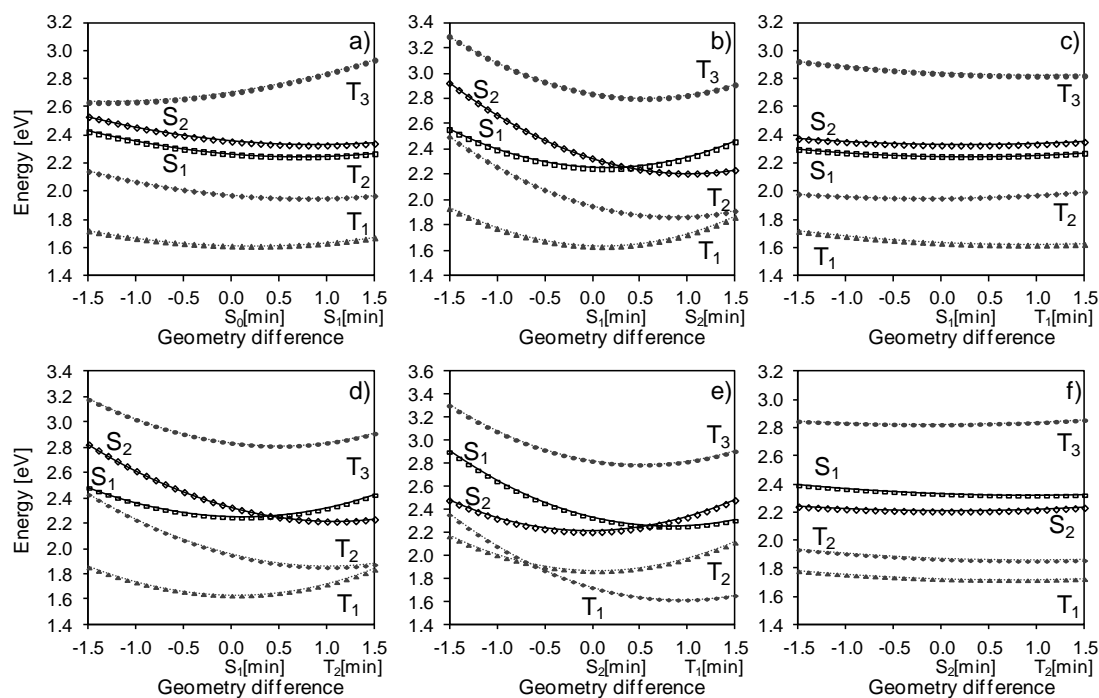 Energy [eV]
3.2
3.0
2.8
2.6
2.4
2.2
2.0
1.8
1.6
1.4
a)
T3
S2
S1
T2
T1
-1.5 -1.0 -0.5 0.0 0.5 1.0 1.5
S0[min] S1[min]
Geometry difference
3.4
3.2
3.0
2.8
2.6
2.4
2.2
2.0
1.8
1.6
1.4
b)
T3
S2
S1
T2
T1
-1.5 -1.0 -0.5 0.0 0.5 1.0 1.5
S1[min] S2[min]
Geometry difference
3.2
3.0
2.8
2.6
2.4
2.2
2.0
1.8
1.6
1.4
c)
T3
S2
S1
T2
T1
-1.5 -1.0 -0.5 0.0 0.5 1.0 1.5
S1[min] T1[min]
Geometry difference
Energy [eV]
3.4
3.2
3.0
2.8
2.6
2.4
2.2
2.0
1.8
1.6
1.4
d)
S2
T3
S1
T2
T1
-1.5 -1.0 -0.5 0.0 0.5 1.0 1.5
S1[min] T2[min]
Geometry difference
3.6
3.4
3.2
3.0
2.8
2.6
2.4
2.2
2.0
1.8
1.6
1.4
e)
T3
S1
S2
T2
T1
-1.5 -1.0 -0.5 0.0 0.5 1.0 1.5
S2[min] T1[min]
Geometry difference
3.2
3.0
2.8
2.6
2.4
2.2
2.0
1.8
1.6
1.4
f)
T3
S1
S2
T2
T1
-1.5 -1.0 -0.5 0.0 0.5 1.0 1.5
S2[min] T2[min]
Geometry difference